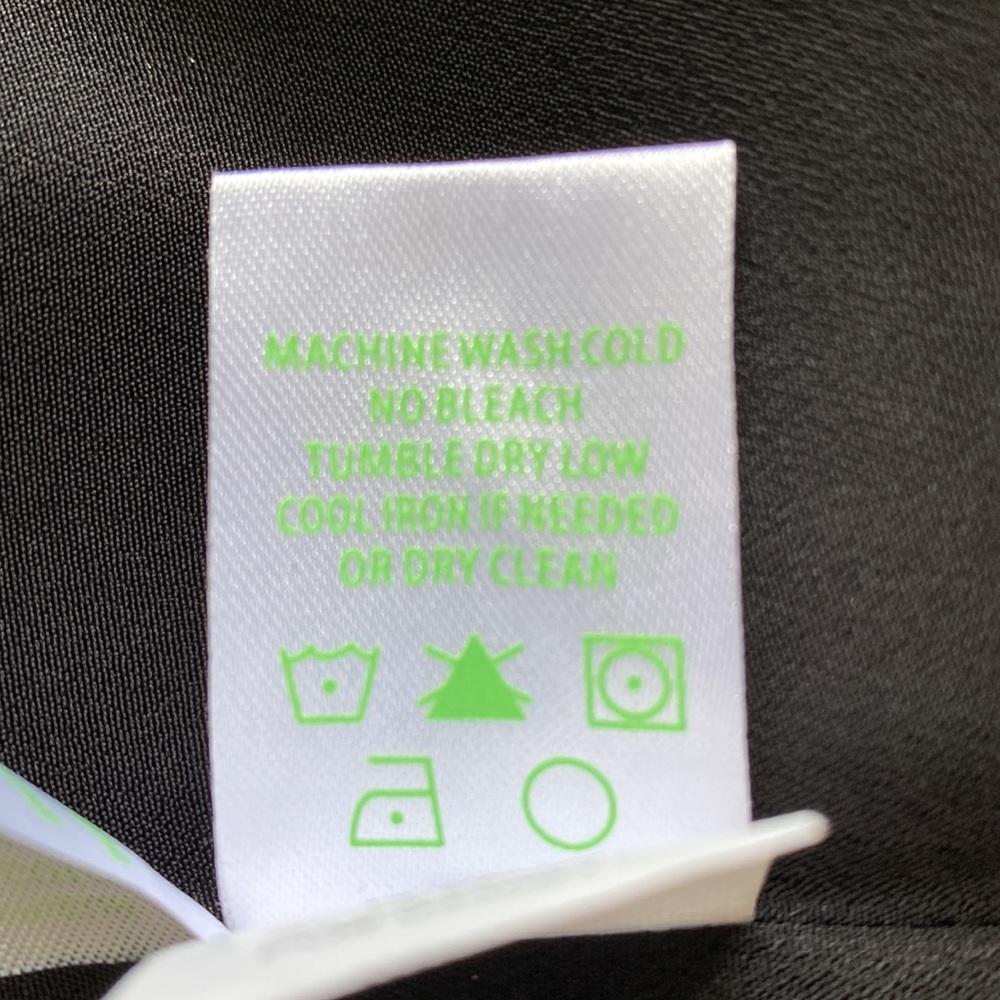 MACHINE WASH COLD
NO BLEACH
TUMBLE DRY LOW
COOL IRON IF NEEDED
OR DRY CLEAN